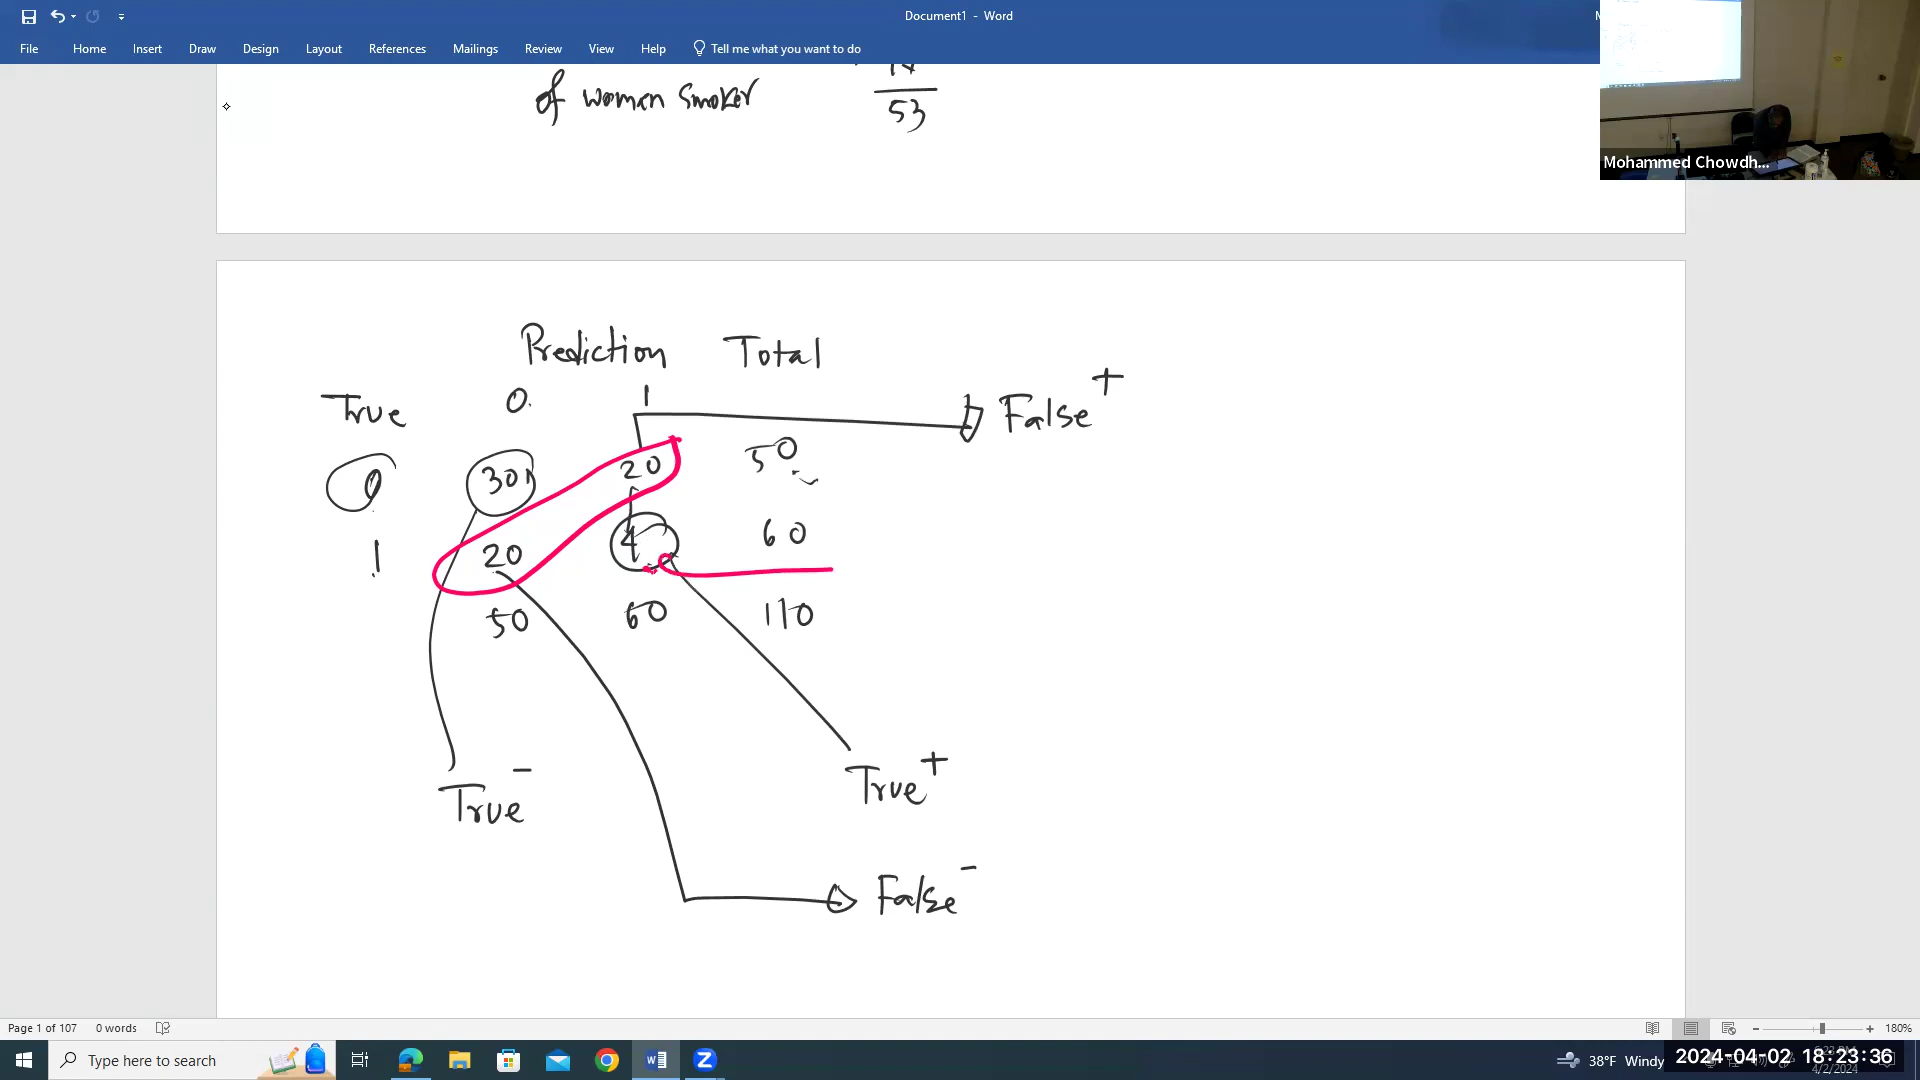 Document1 - Word
File Home Insert Draw Design Layout References Mailings Review View Help Tell me what you want to do
of women smoker
53
Mohammed Chowdh...
Prediction Total
True 0 1 False +
0 30 20 50
1 20 40 60
50 60 110
True -
True +
False -
Page 1 of 107 0 words 180%
Type here to search
38°F Windy
2024-04-02 18:23:36
4/2/2024